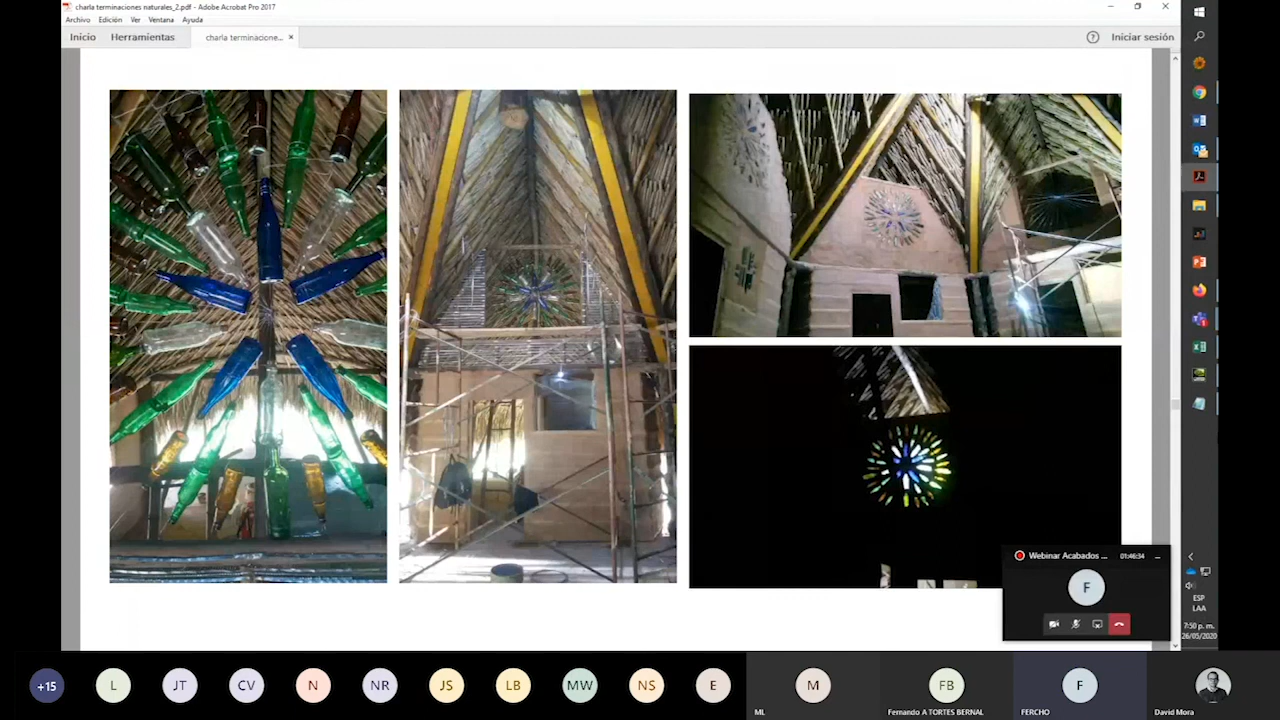 charla terminaciones naturales_2.pdf - Adobe Acrobat Pro 2017
Archivo Edición Ver Ventana Ayuda
Inicio Herramientas charla terminacione... × ? Iniciar sesión
Webinar Acabados ... 01:46:34
F
ESP
LAA
7:50 p. m.
26/05/2020
+15 L JT CV N NR JS LB MW NS E M FB F
ML Fernando A TORTES BERNAL FERCHO David Mora